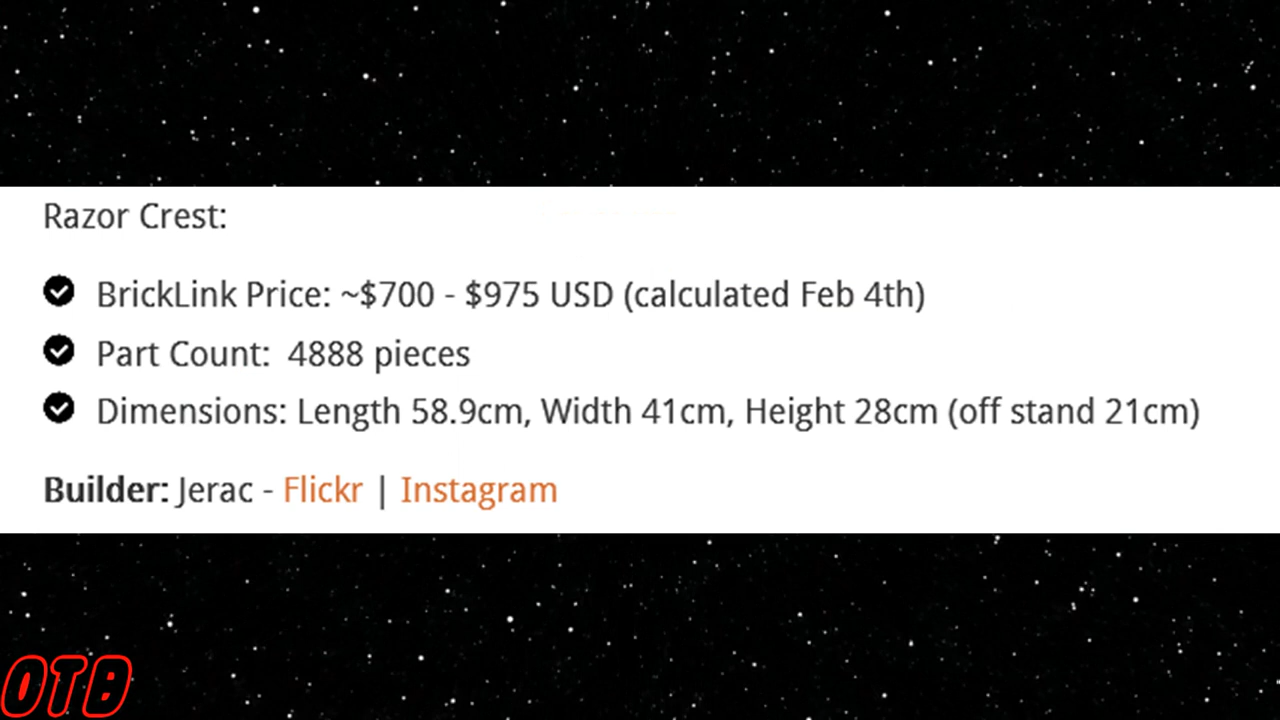 Razor Crest:
BrickLink Price: ~$700 - $975 USD (calculated Feb 4th)
Part Count:  4888 pieces
Dimensions: Length 58.9cm, Width 41cm, Height 28cm (off stand 21cm)
Builder: Jerac - Flickr | Instagram
OTB